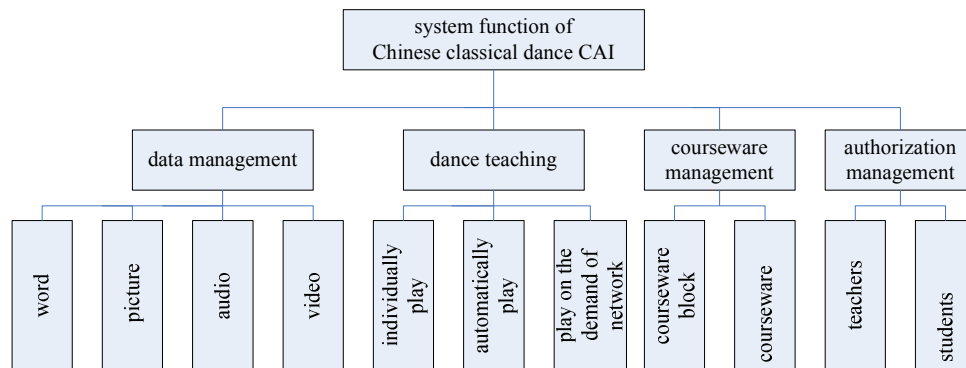 system function of
Chinese classical dance CAI
data management
dance teaching
courseware
management
authorization
management
word
picture
audio
video
individually
play
automatically
play
play on the
demand of
network
courseware
block
courseware
teachers
students